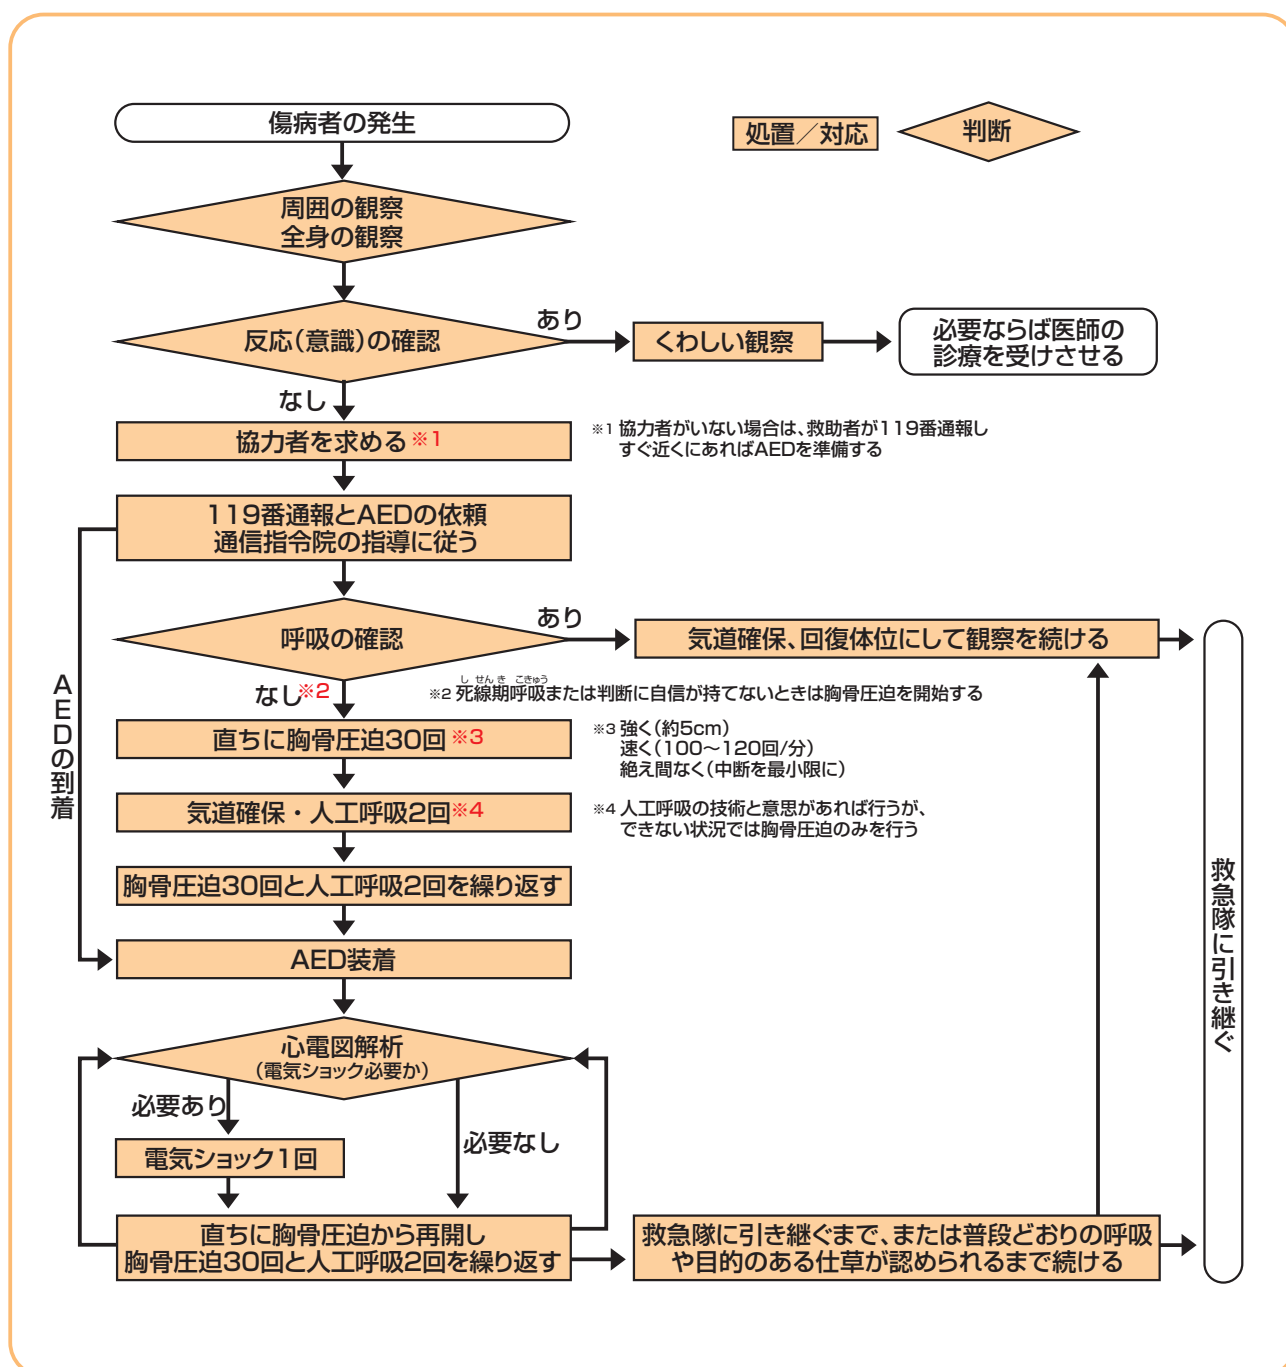 傷病者の発生
処置／対応
判断
周囲の観察
全身の観察
反応（意識）の確認
あり
くわしい観察
必要ならば医師の
診療を受けさせる
なし
協力者を求める※1
※1 協力者がいない場合は、救助者が119番通報し
すぐ近くにあればAEDを準備する
119番通報とAEDの依頼
通信指令院の指導に従う
呼吸の確認
あり
気道確保、回復体位にして観察を続ける
AEDの到着
なし※2
し せん き こきゅう
※2 死線期呼吸または判断に自信が持てないときは胸骨圧迫を開始する
直ちに胸骨圧迫30回 ※3
※3 強く（約5cm）
速く（100〜120回/分）
絶え間なく（中断を最小限に）
気道確保・人工呼吸2回※4
※4 人工呼吸の技術と意思があれば行うが、
できない状況では胸骨圧迫のみを行う
胸骨圧迫30回と人工呼吸2回を繰り返す
救急隊に引き継ぐ
AED装着
心電図解析
（電気ショック必要か）
必要あり
必要なし
電気ショック1回
直ちに胸骨圧迫から再開し
胸骨圧迫30回と人工呼吸2回を繰り返す
救急隊に引き継ぐまで、または普段どおりの呼吸
や目的のある仕草が認められるまで続ける